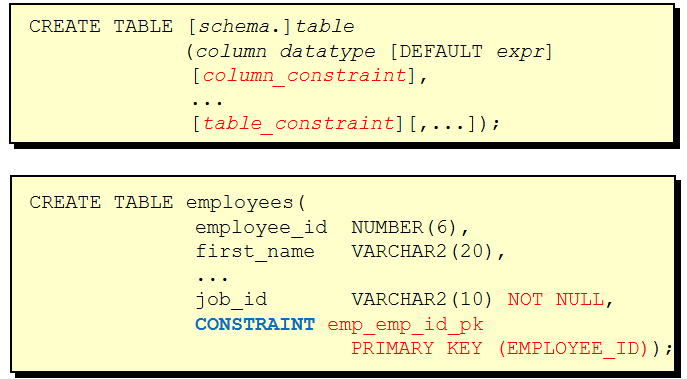 CREATE TABLE [schema.]table
(column datatype [DEFAULT expr]
[column_constraint],
...
[table_constraint][,...]);
CREATE TABLE employees(
employee_id NUMBER(6),
first_name VARCHAR2(20),
...
job_id VARCHAR2(10) NOT NULL,
CONSTRAINT emp_emp_id_pk
PRIMARY KEY (EMPLOYEE_ID));